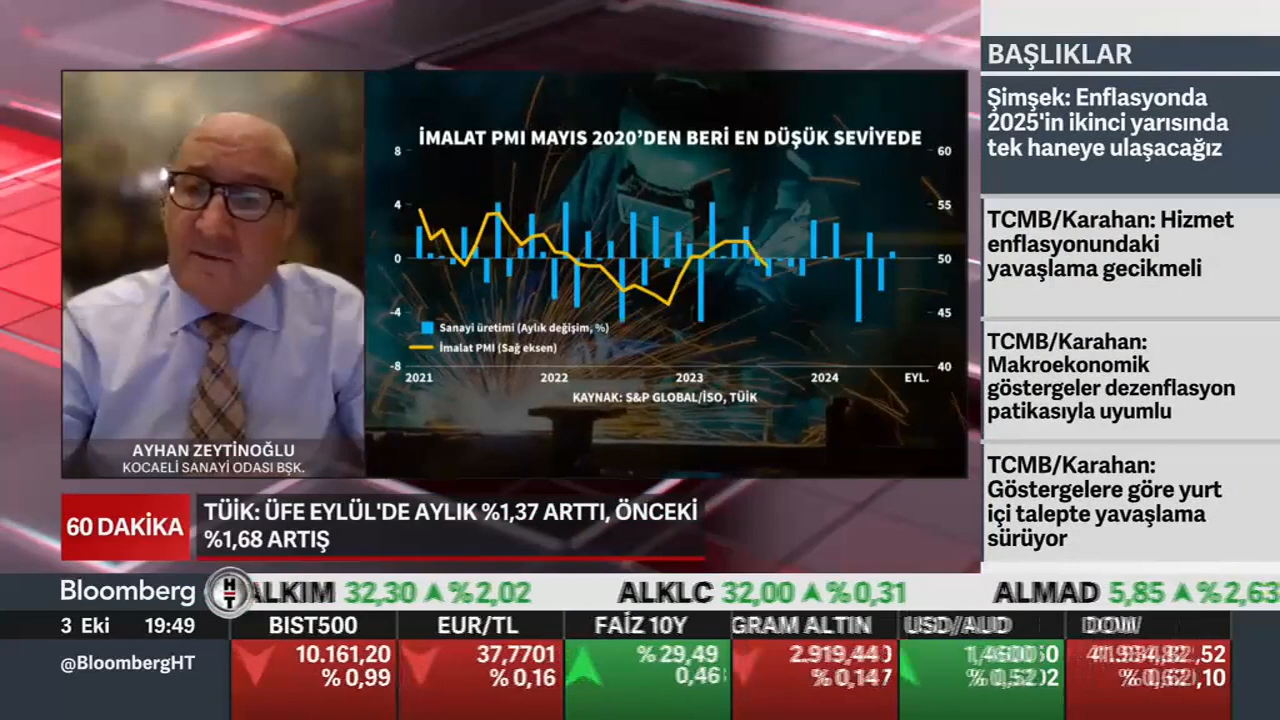 BAŞLIKLAR
Şimşek: Enflasyonda
2025'in ikinci yarısında
tek haneye ulaşacağız
TCMB/Karahan: Hizmet
enflasyonundaki
yavaşlama gecikmeli
TCMB/Karahan:
Makroekonomik
göstergeler dezenflasyon
patikasıyla uyumlu
TCMB/Karahan:
Göstergelere göre yurt
içi talepte yavaşlama
sürüyor
İMALAT PMI MAYIS 2020’DEN BERİ EN DÜŞÜK SEVİYEDE
8 60
4 55
0 50
-4 45
-8 40
Sanayi üretimi (Aylık değişim, %)
İmalat PMI (Sağ eksen)
2021 2022 2023 2024 EYL.
KAYNAK: S&P GLOBAL/İSO, TÜİK
AYHAN ZEYTİNOĞLU
KOCAELİ SANAYİ ODASI BŞK.
60 DAKİKA
TÜİK: ÜFE EYLÜL'DE AYLIK %1,37 ARTTI, ÖNCEKİ
%1,68 ARTIŞ
Bloomberg HT
ALKIM 32,30 %2,02 ALKLC 32,00 %0,31 ALMAD 5,85 %2,63
3 Eki 19:49
BIST500 EUR/TL FAİZ 10Y GRAM ALTIN USD/AUD DOW
10.161,20 37,7701 %29,49
% 0,99 % 0,16 0,46
@BloombergHT